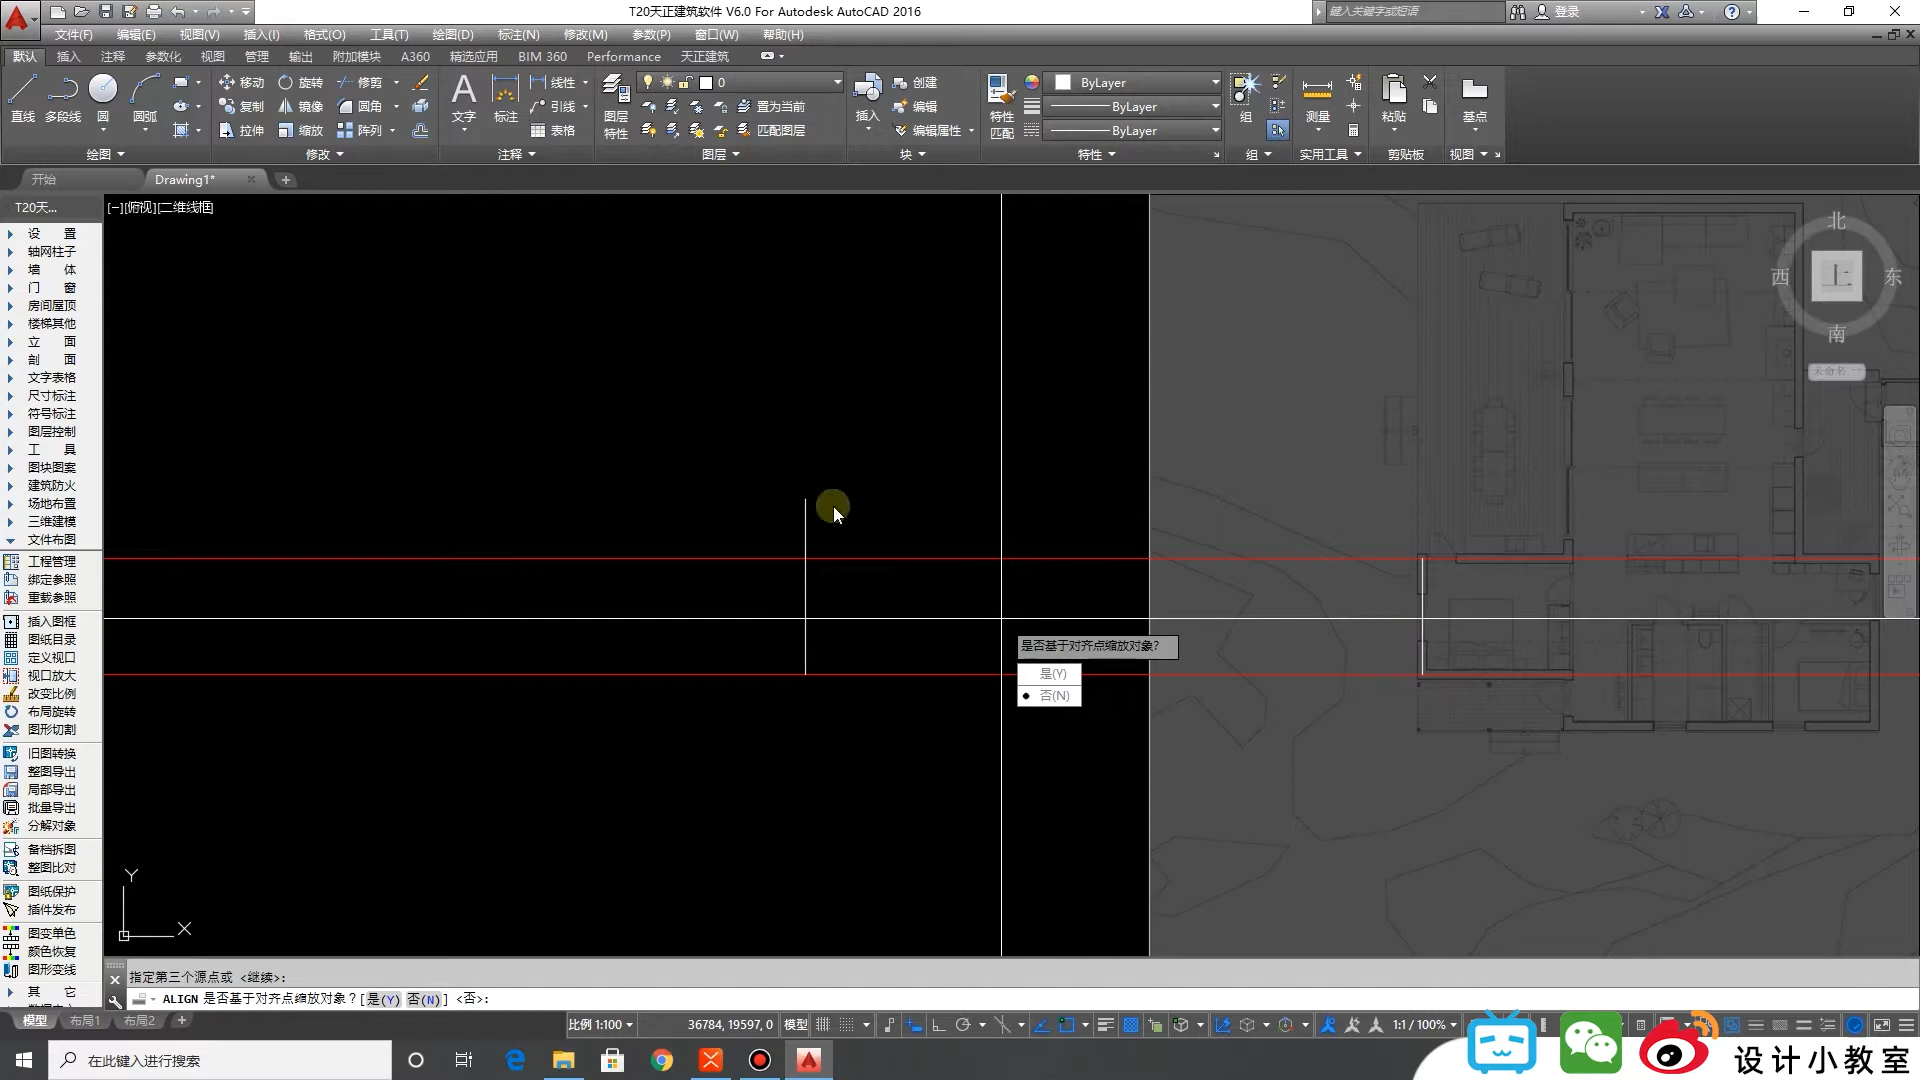 T20天正建筑软件 V6.0 For Autodesk AutoCAD 2016
键入关键字或短语
登录
文件(F) 编辑(E) 视图(V) 插入(I) 格式(O) 工具(T) 绘图(D) 标注(N) 修改(M) 参数(P) 窗口(W) 帮助(H)
默认 插入 注释 参数化 视图 管理 输出 附加模块 A360 精选应用 BIM 360 Performance 天正建筑
直线 多段线 圆 圆弧
移动 旋转 修剪
复制 镜像 圆角
拉伸 缩放 阵列
文字 标注
线性
引线
表格
图层特性
0
置为当前
匹配图层
插入
创建
编辑
编辑属性
特性匹配
ByLayer
ByLayer
ByLayer
组 测量 粘贴 基点
绘图 修改 注释 图层 块 特性 组 实用工具 剪贴板 视图
开始 Drawing1*
T20天...
[−][俯视][二维线框]
设 置
轴网柱子
墙 体
门 窗
房间屋顶
楼梯其他
立 面
剖 面
文字表格
尺寸标注
符号标注
图层控制
工 具
图块图案
建筑防火
场地布置
三维建模
文件布图
工程管理
绑定参照
重载参照
插入图框
图纸目录
定义视口
视口放大
改变比例
布局旋转
图形切割
旧图转换
整图导出
局部导出
批量导出
分解对象
备档拆图
整图比对
图纸保护
插件发布
图变单色
颜色恢复
图形变线
其 它
北
西 上 东
南
未命名
是否基于对齐点缩放对象?
是(Y)
否(N)
Y
X
指定第三个源点或 <继续>:
ALIGN 是否基于对齐点缩放对象？[是(Y) 否(N)] <否>:
模型 布局1 布局2
比例 1:100
36784, 19597, 0 模型
1:1 / 100%
在此键入进行搜索
设计小教室